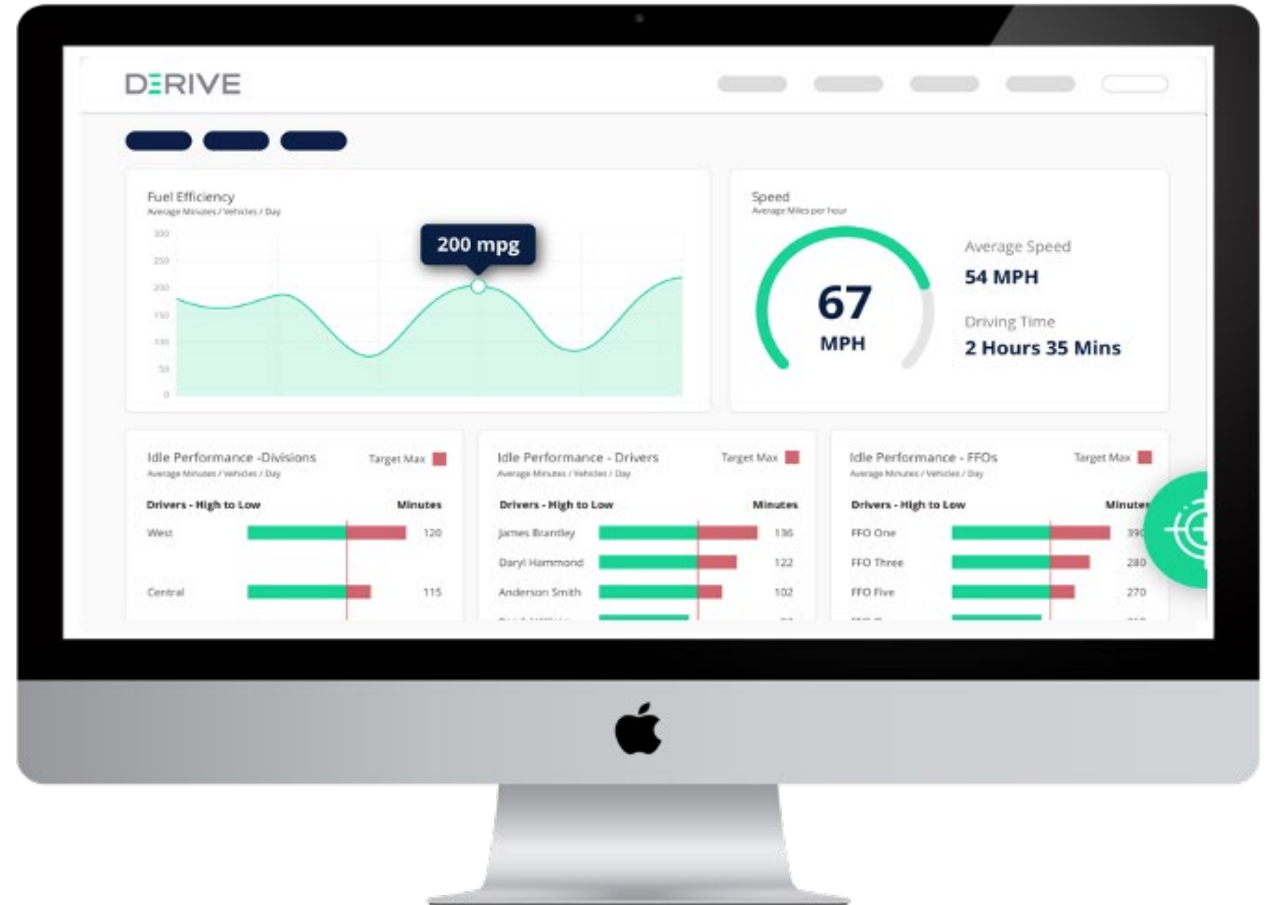 DERIVE
Fuel Efficiency
Average Minutes / Vehicles / Day
300
250
200
150
100
50
0
200 mpg
Speed
Average Miles per hour
67
MPH
Average Speed
54 MPH
Driving Time
2 Hours 35 Mins
Idle Performance -Divisions
Target Max
Average Minutes / Vehicles / Day
Drivers - High to Low Minutes
West 120
Central 115
Idle Performance - Drivers
Target Max
Average Minutes / Vehicles / Day
Drivers - High to Low Minutes
James Brantley 136
Daryl Hammond 122
Anderson Smith 102
Idle Performance - FFOs
Target Max
Average Minutes / Vehicles / Day
Drivers - High to Low Minutes
FFO One 390
FFO Three 280
FFO Five 270